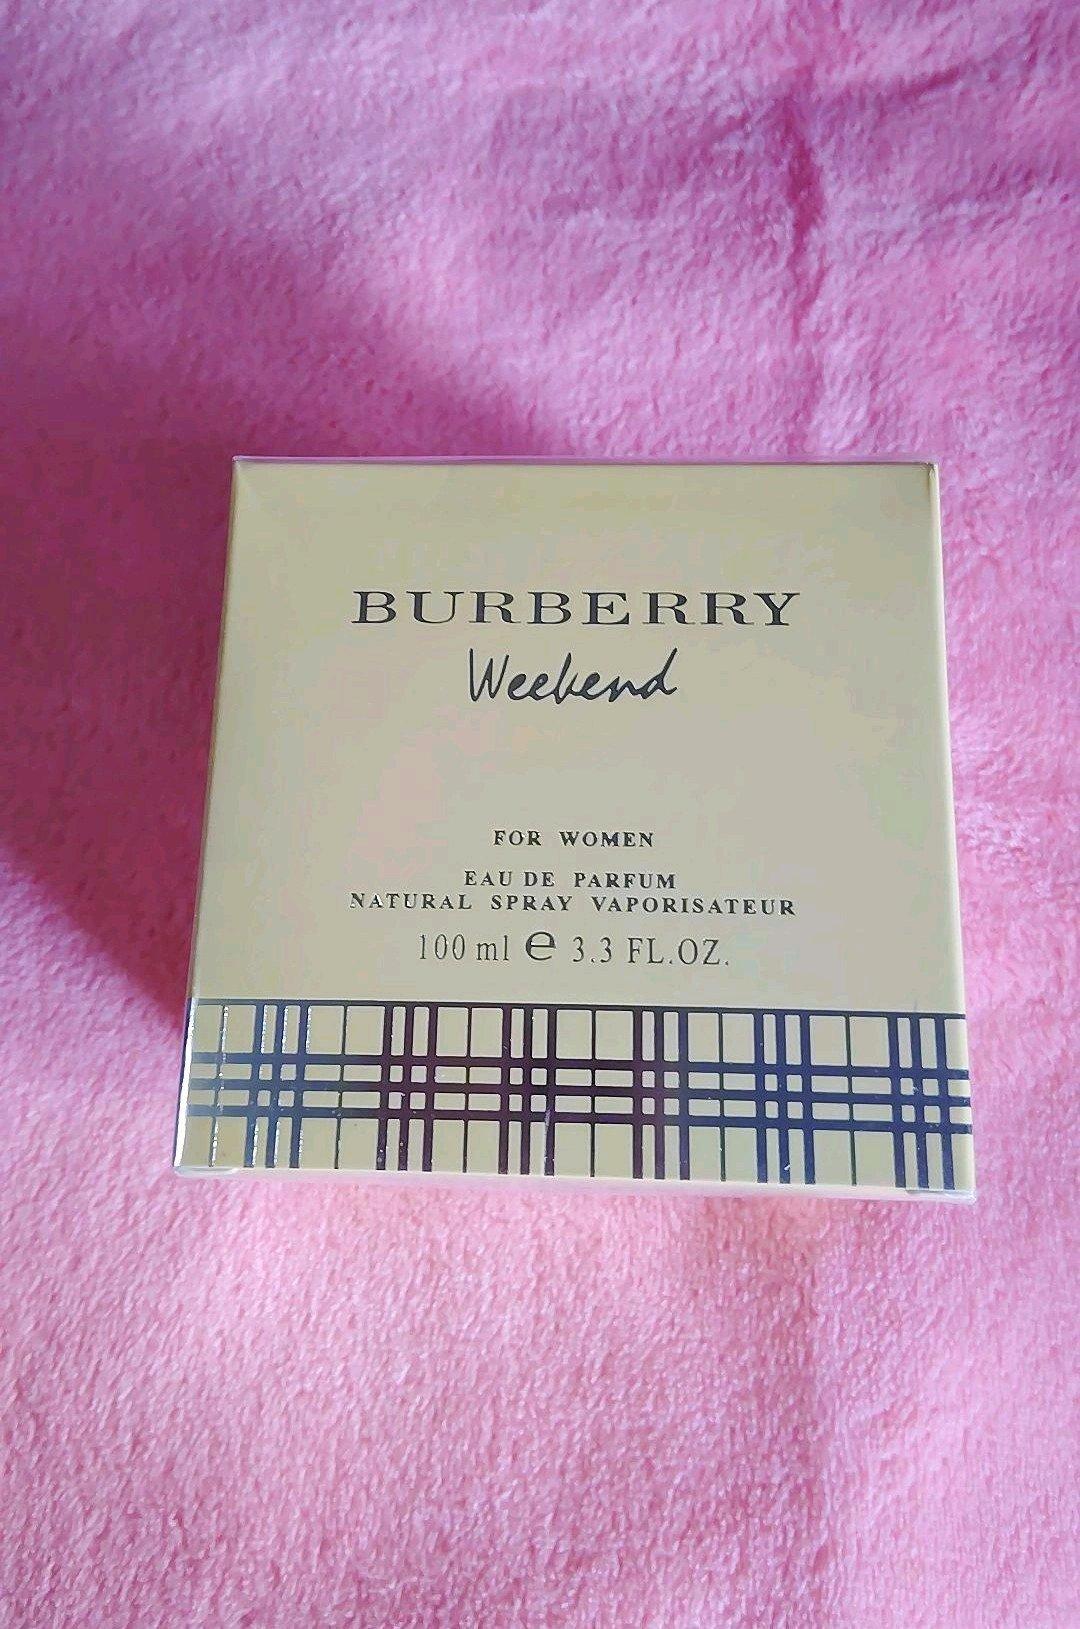 BURBERRY
Weekend
FOR WOMEN
EAU DE PARFUM
NATURAL SPRAY VAPORISATEUR
100 ml e 3.3 FL.OZ.